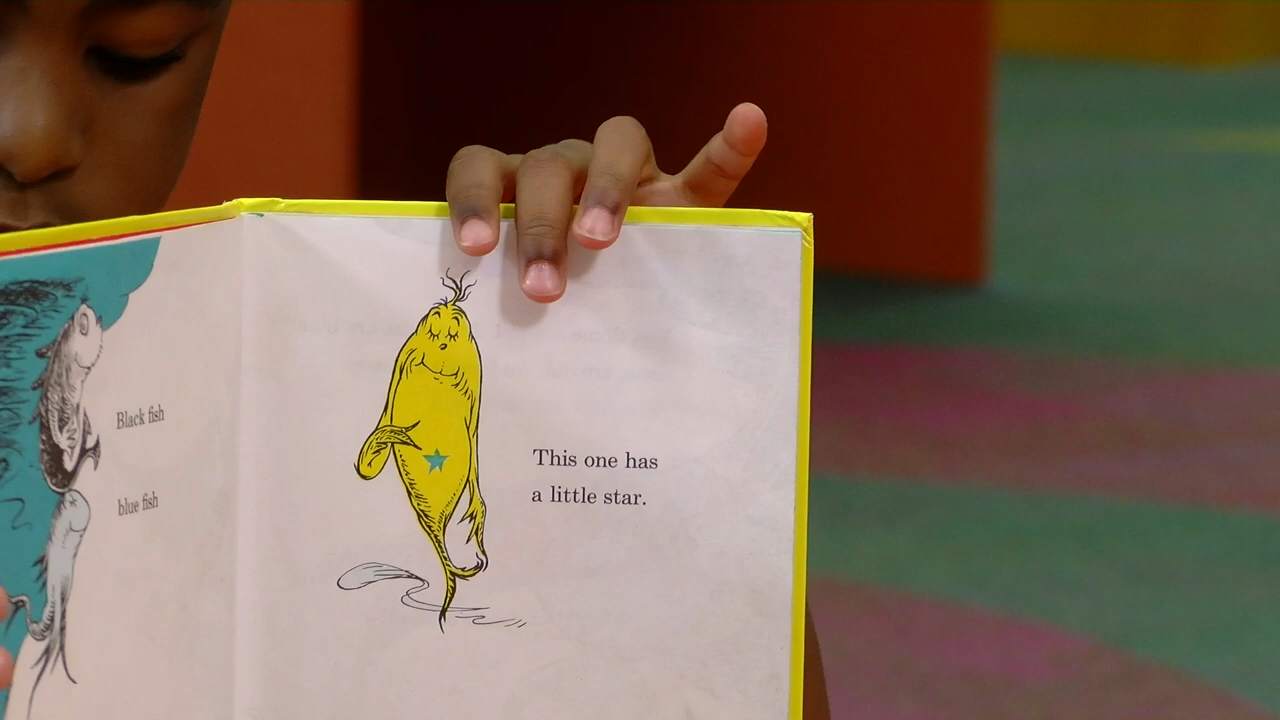 Black fish
blue fish
This one has
a little star.